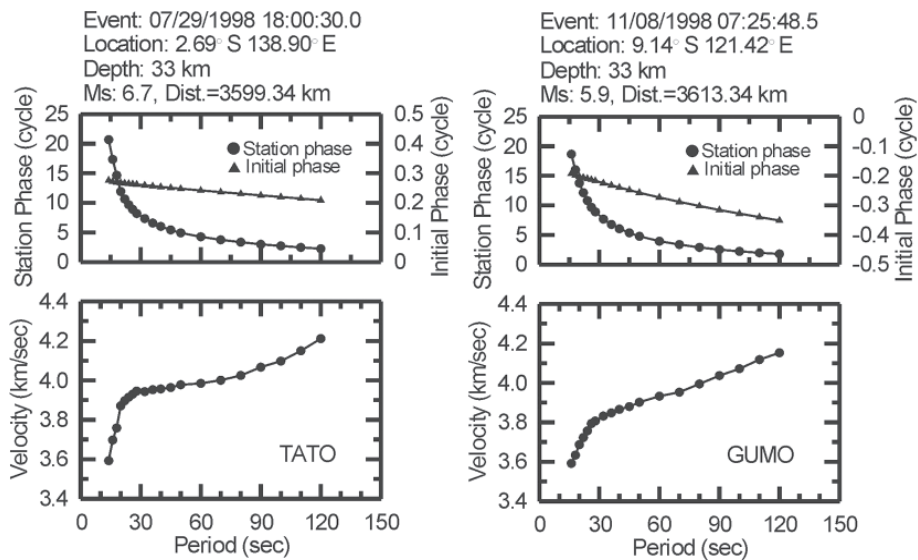 Event: 07/29/1998 18:00:30.0
Location: 2.69° S 138.90° E
Depth: 33 km
Ms: 6.7, Dist.=3599.34 km
25
20
15
10
5
0
Station Phase (cycle)
0.5
0.4
0.3
0.2
0.1
0
Initial Phase (cycle)
Station phase
Initial phase
4.4
4.2
4.0
3.8
3.6
3.4
Velocity (km/sec)
TATO
0 30 60 90 120 150
Period (sec)
Event: 11/08/1998 07:25:48.5
Location: 9.14° S 121.42° E
Depth: 33 km
Ms: 5.9, Dist.=3613.34 km
25
20
15
10
5
0
Station Phase (cycle)
0
-0.1
-0.2
-0.3
-0.4
-0.5
Initial Phase (cycle)
Station phase
Initial phase
4.4
4.2
4.0
3.8
3.6
3.4
Velocity (km/sec)
GUMO
0 30 60 90 120 150
Period (sec)